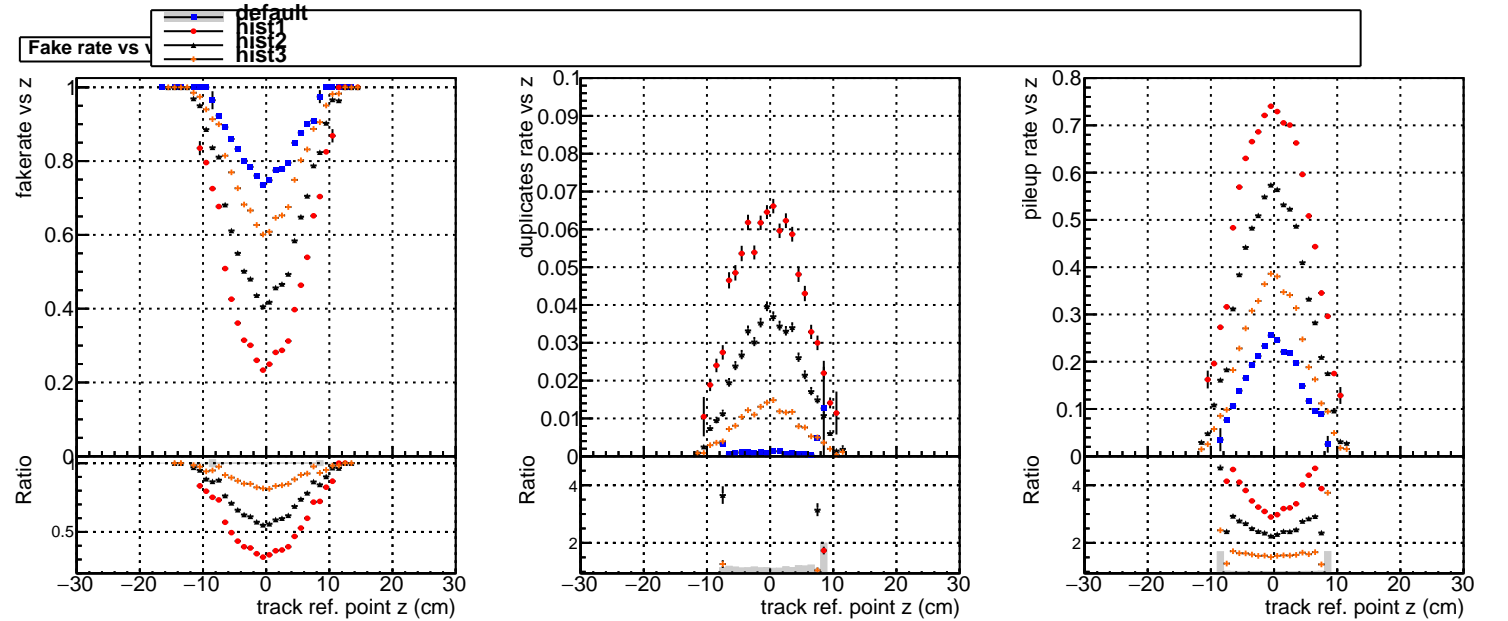 default
hist1
hist2
hist3
Fake rate vs v
fakerate vs z
1
0.8
0.6
0.4
0.2
0
Ratio
1
0.5
−30 −20 −10 0 10 20 30
track ref. point z (cm)
duplicates rate vs z
0.1
0.09
0.08
0.07
0.06
0.05
0.04
0.03
0.02
0.01
0
Ratio
4
2
−30 −20 −10 0 10 20 30
track ref. point z (cm)
pileup rate vs z
0.8
0.7
0.6
0.5
0.4
0.3
0.2
0.1
0
Ratio
4
2
−30 −20 −10 0 10 20 30
track ref. point z (cm)